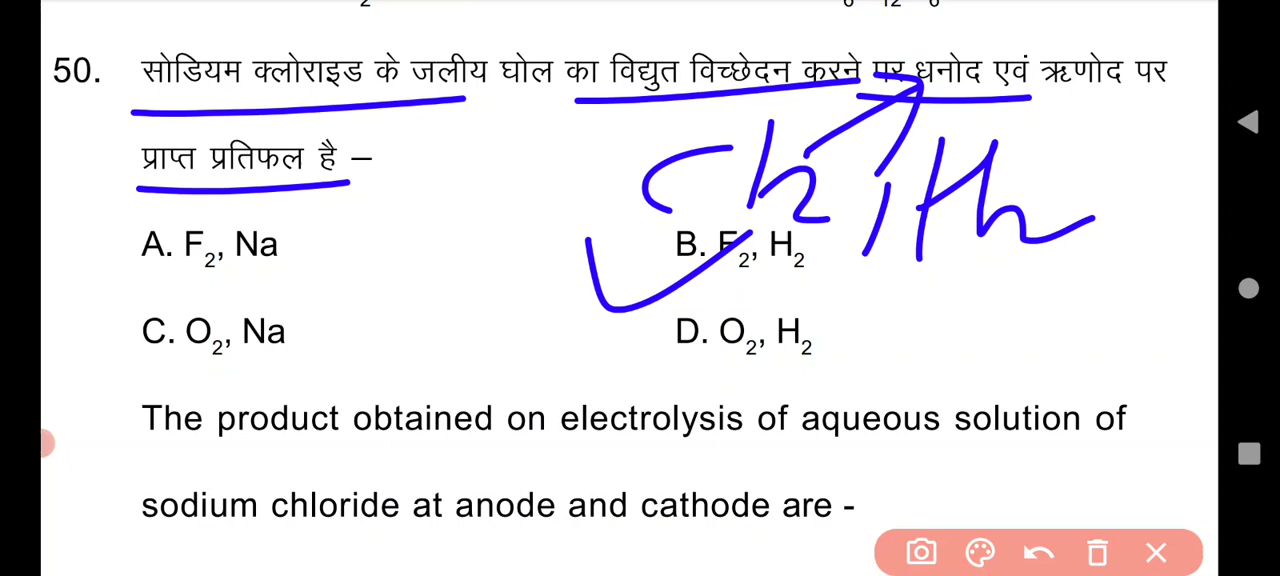 50. सोडियम क्लोराइड के जलीय घोल का विद्युत विच्छेदन करने पर धनोद एवं ऋणोद पर
प्राप्त प्रतिफल है –
Cl2, H2
A. F2, Na B. F2, H2
C. O2, Na D. O2, H2
The product obtained on electrolysis of aqueous solution of
sodium chloride at anode and cathode are -